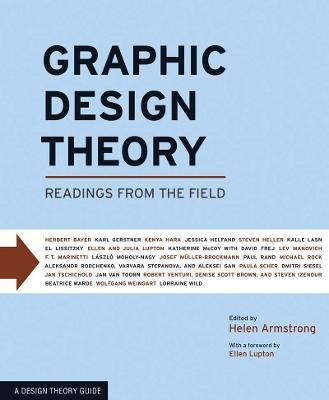 GRAPHIC
DESIGN
THEORY
READINGS FROM THE FIELD
HERBERT BAYER KARL GERSTNER KENYA HARA JESSICA HELFAND STEVEN HELLER KALLE LASN
EL LISSITZKY ELLEN AND JULIA LUPTON KATHERINE McCOY WITH DAVID FREJ LEV MANOVICH
F. T. MARINETTI LÁSZLÓ MOHOLY-NAGY JOSEF MÜLLER-BROCKMANN PAUL RAND MICHAEL ROCK
ALEKSANDR RODCHENKO, VARVARA STEPANOVA, AND ALEKSEI GAN PAULA SCHER DMITRI SIEGEL
JAN TSCHICHOLD JAN VAN TOORN ROBERT VENTURI, DENISE SCOTT BROWN, AND STEVEN IZENOUR
BEATRICE WARDE WOLFGANG WEINGART LORRAINE WILD
Edited by
Helen Armstrong
With a foreword by
Ellen Lupton
A DESIGN THEORY GUIDE